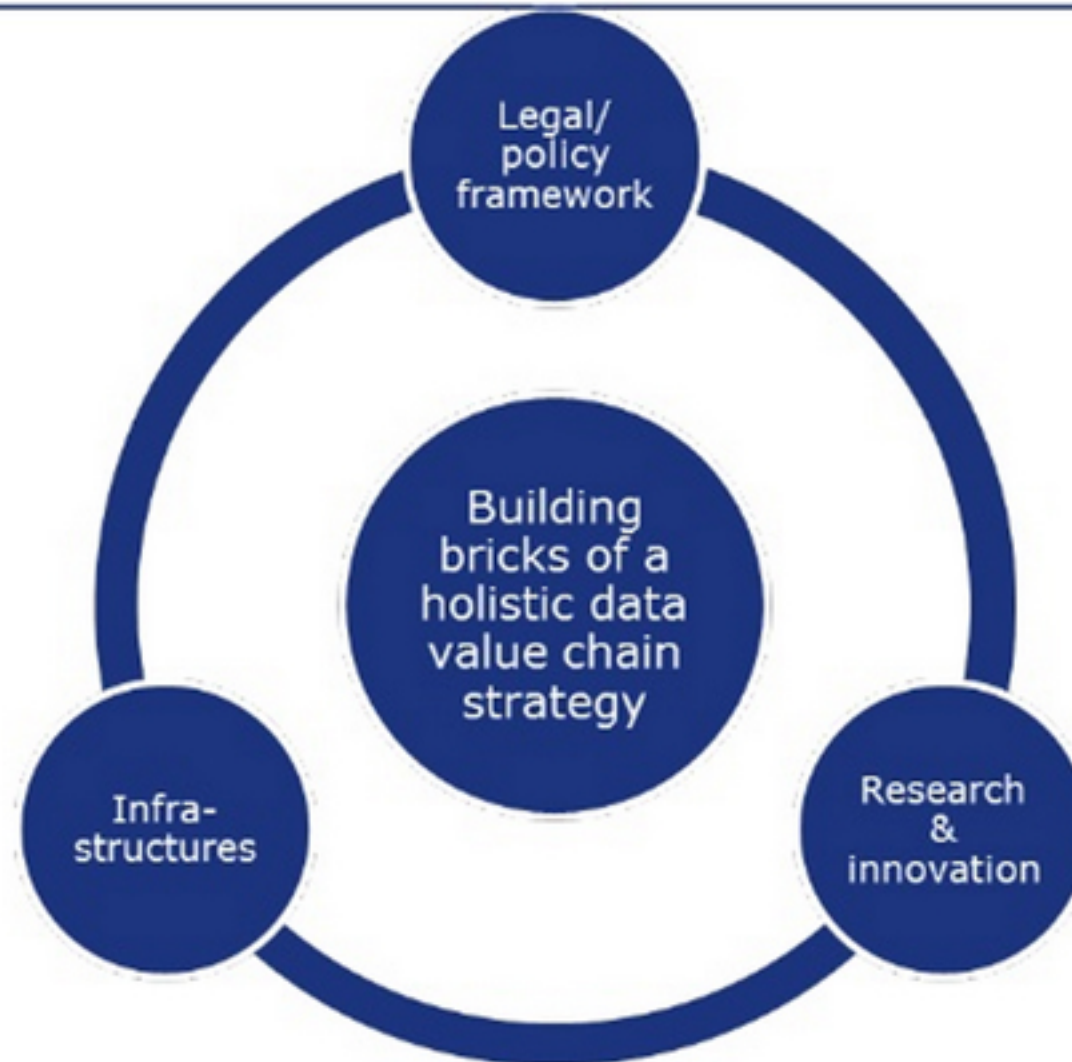 Legal/
policy
framework
Building
bricks of a
holistic data
value chain
strategy
Infra-
structures
Research
&
innovation